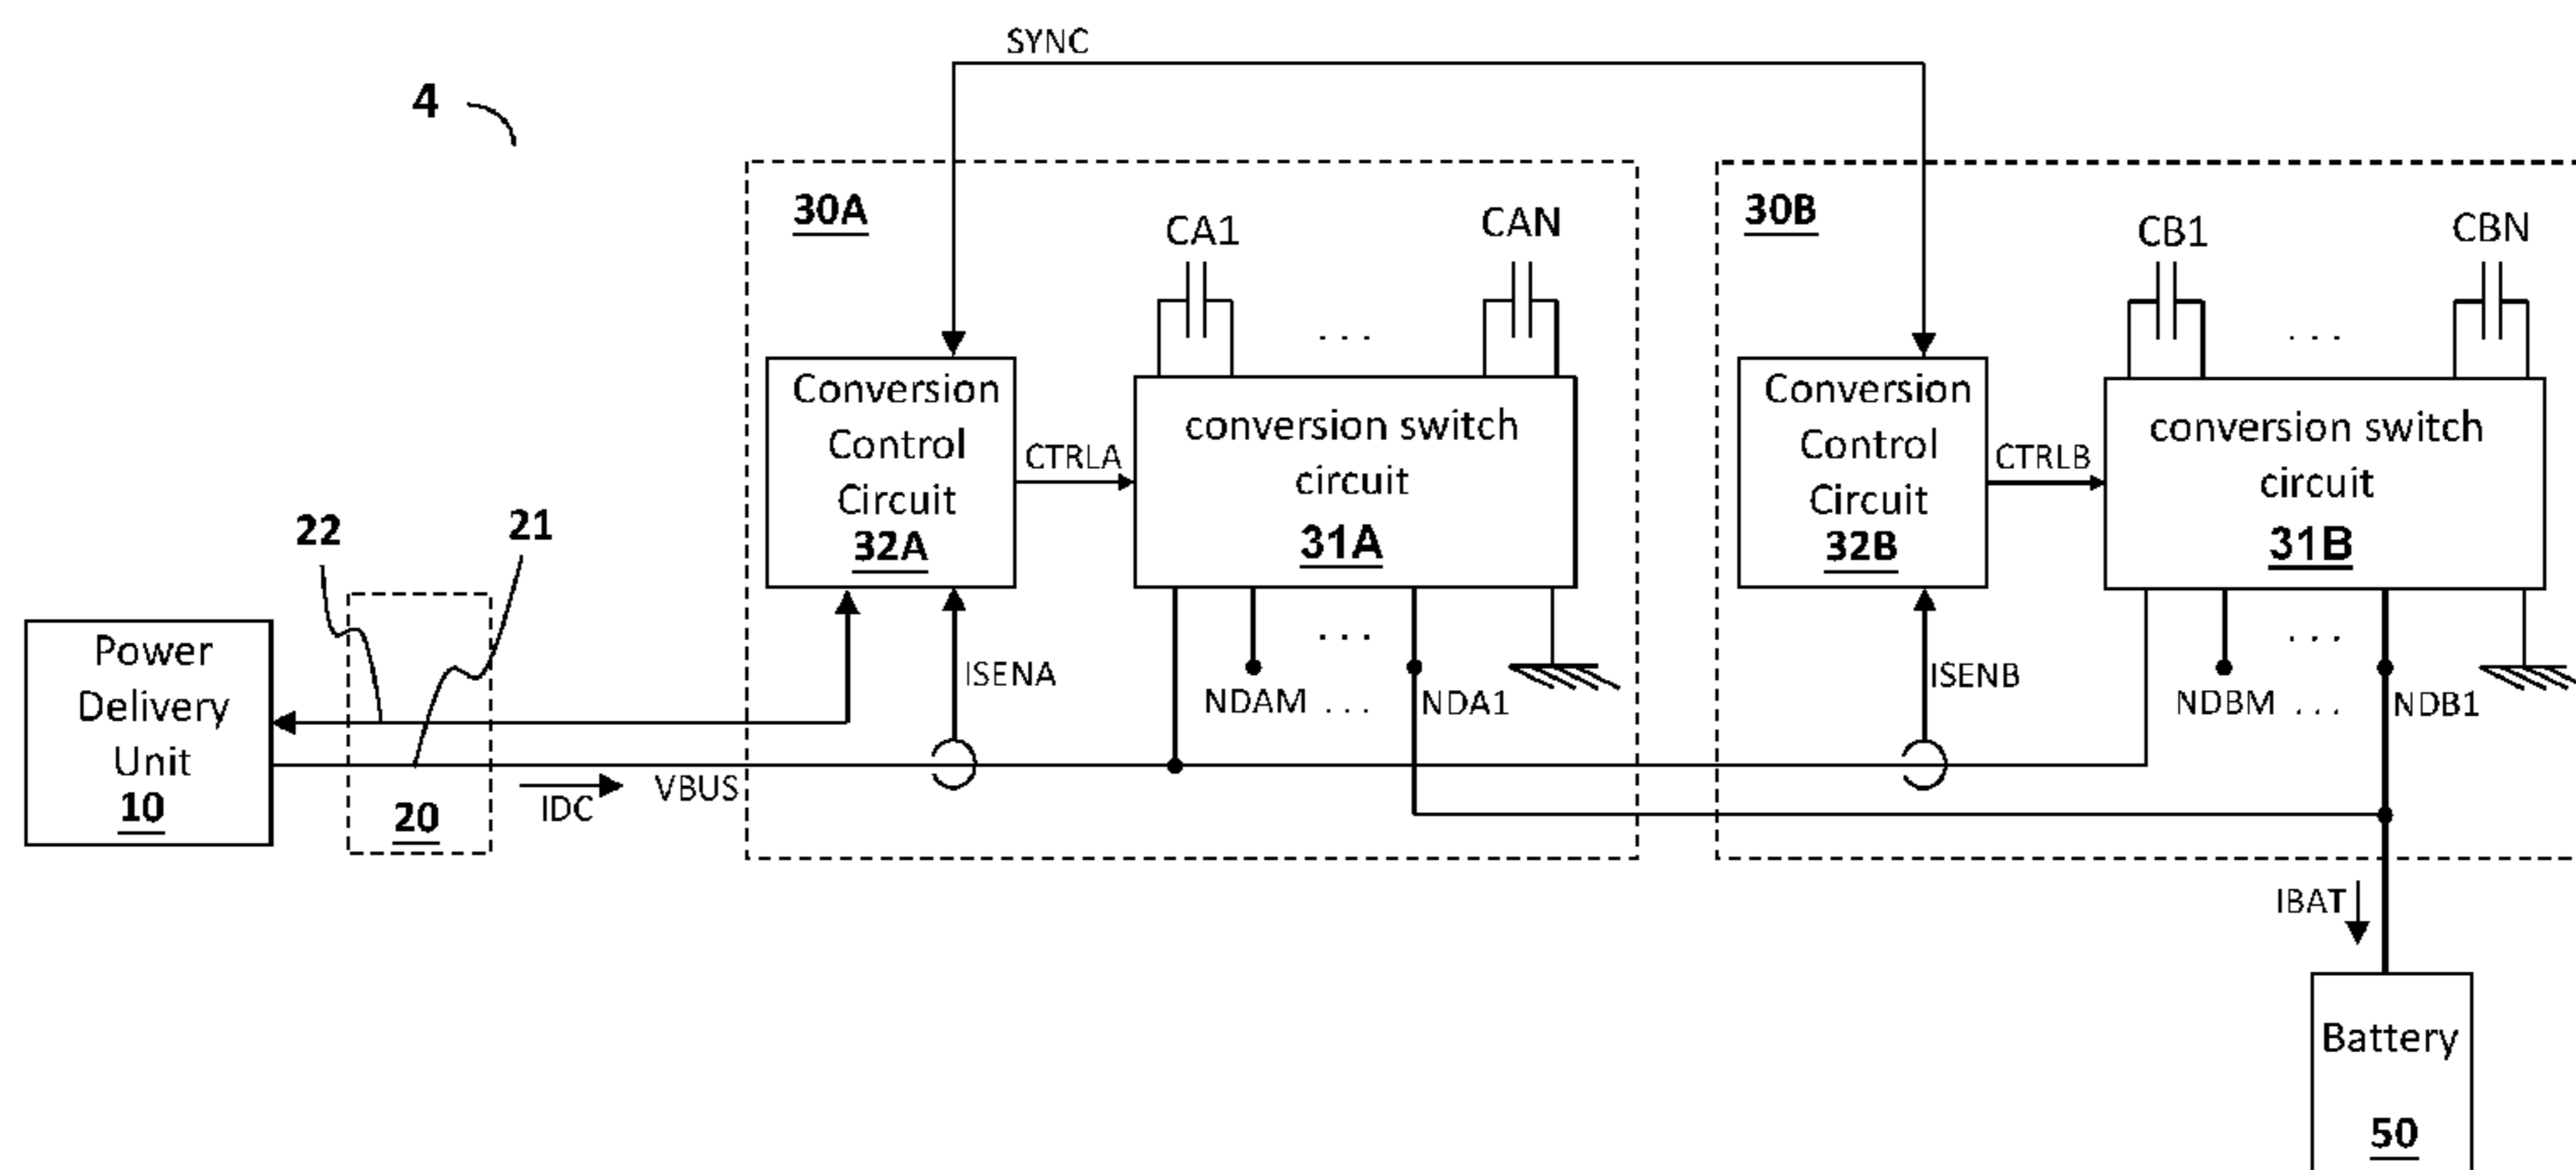 SYNC
4
30A
CA1
CAN
30B
CB1
CBN
. . .
. . .
Conversion
Control
Circuit
32A
CTRLA
conversion switch
circuit
31A
Conversion
Control
Circuit
32B
CTRLB
conversion switch
circuit
31B
22
21
Power
Delivery
Unit
10
20
IDC
VBUS
ISENA
. . .
NDAM . . . NDA1
ISENB
. . .
NDBM . . . NDB1
IBAT
Battery
50